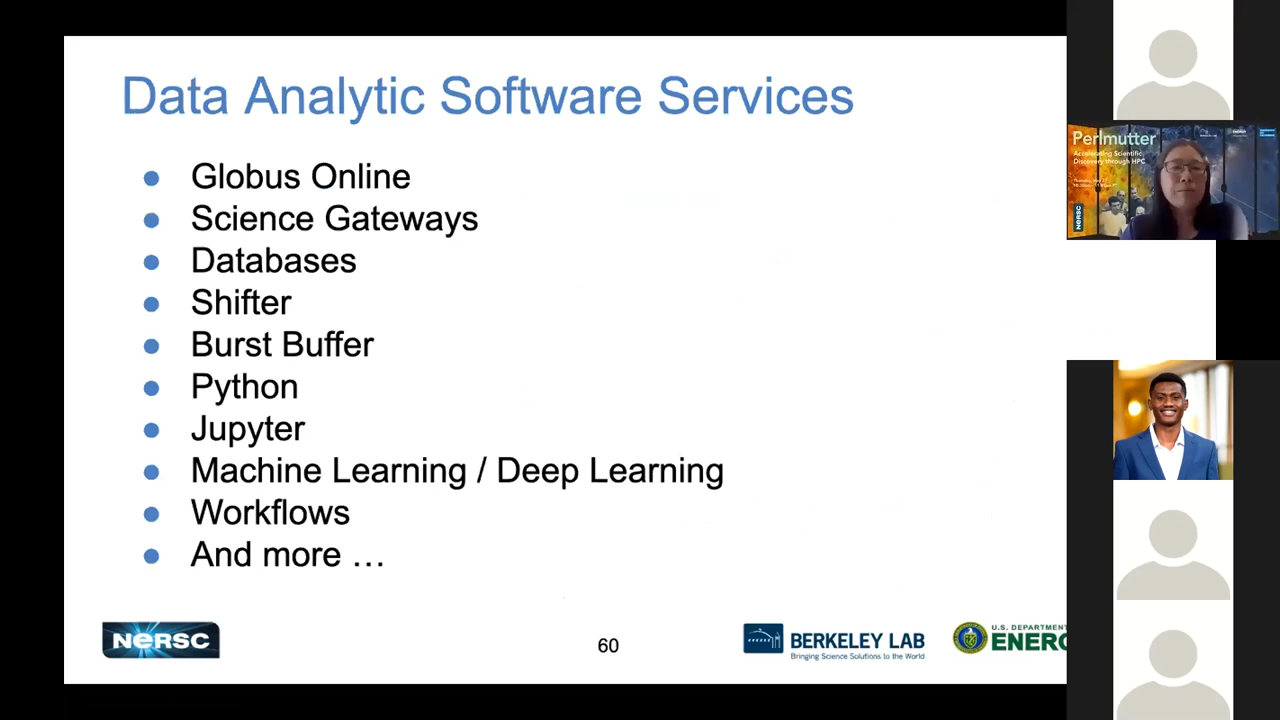 Data Analytic Software Services
● Globus Online
● Science Gateways
● Databases
● Shifter
● Burst Buffer
● Python
● Jupyter
● Machine Learning / Deep Learning
● Workflows
● And more …
NERSC
60
BERKELEY LAB
Bringing Science Solutions to the World
U.S. DEPARTMENT
ENERG
Perlmutter
Accelerating Scientific
Discovery through HPC
NERSC